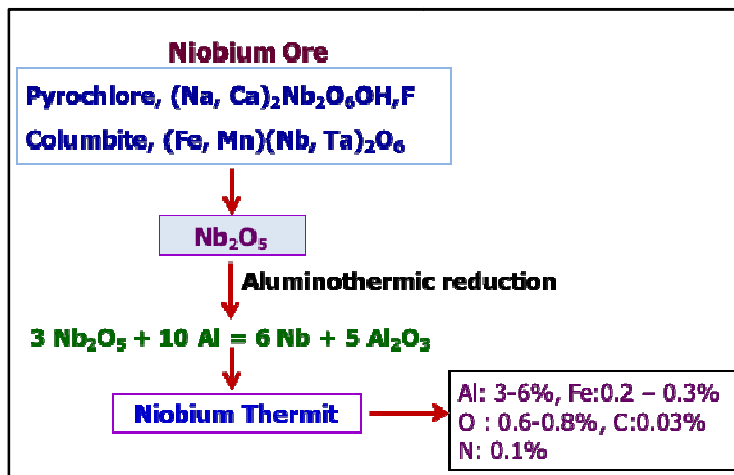 Niobium Ore
Pyrochlore, (Na, Ca)₂Nb₂O₆OH,F
Columbite, (Fe, Mn)(Nb, Ta)₂O₆
Nb₂O₅
Aluminothermic reduction
3 Nb₂O₅ + 10 Al = 6 Nb + 5 Al₂O₃
Niobium Thermit
Al: 3-6%, Fe:0.2 – 0.3%
O : 0.6-0.8%, C:0.03%
N: 0.1%